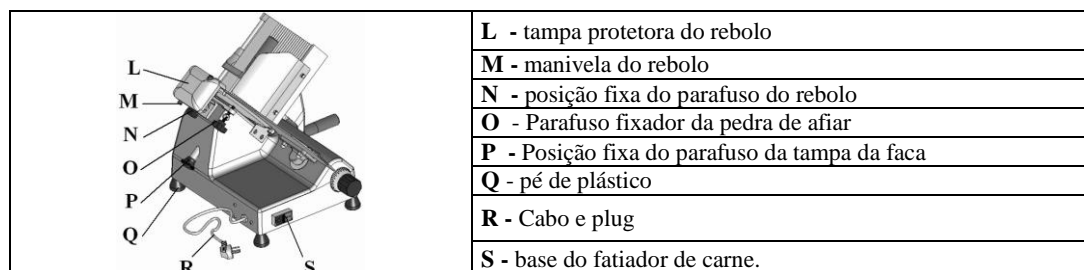 L
M
N
O
P
Q
R
S
L - tampa protetora do rebolo
M - manivela do rebolo
N - posição fixa do parafuso do rebolo
O - Parafuso fixador da pedra de afiar
P - Posição fixa do parafuso da tampa da faca
Q - pé de plástico
R - Cabo e plug
S - base do fatiador de carne.